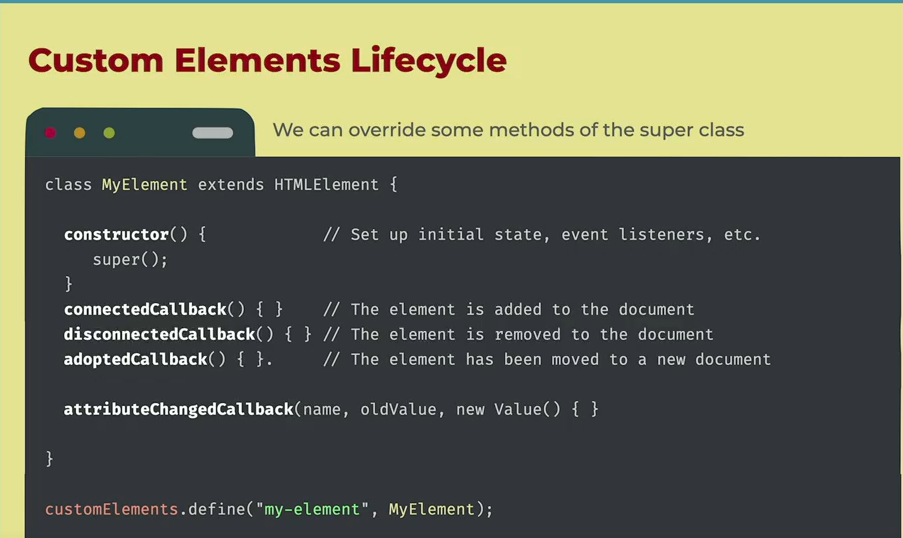 Custom Elements Lifecycle
We can override some methods of the super class
class MyElement extends HTMLElement {
constructor() { // Set up initial state, event listeners, etc.
super();
}
connectedCallback() { } // The element is added to the document
disconnectedCallback() { } // The element is removed to the document
adoptedCallback() { }. // The element has been moved to a new document
attributeChangedCallback(name, oldValue, new Value() { }
}
customElements.define("my-element", MyElement);